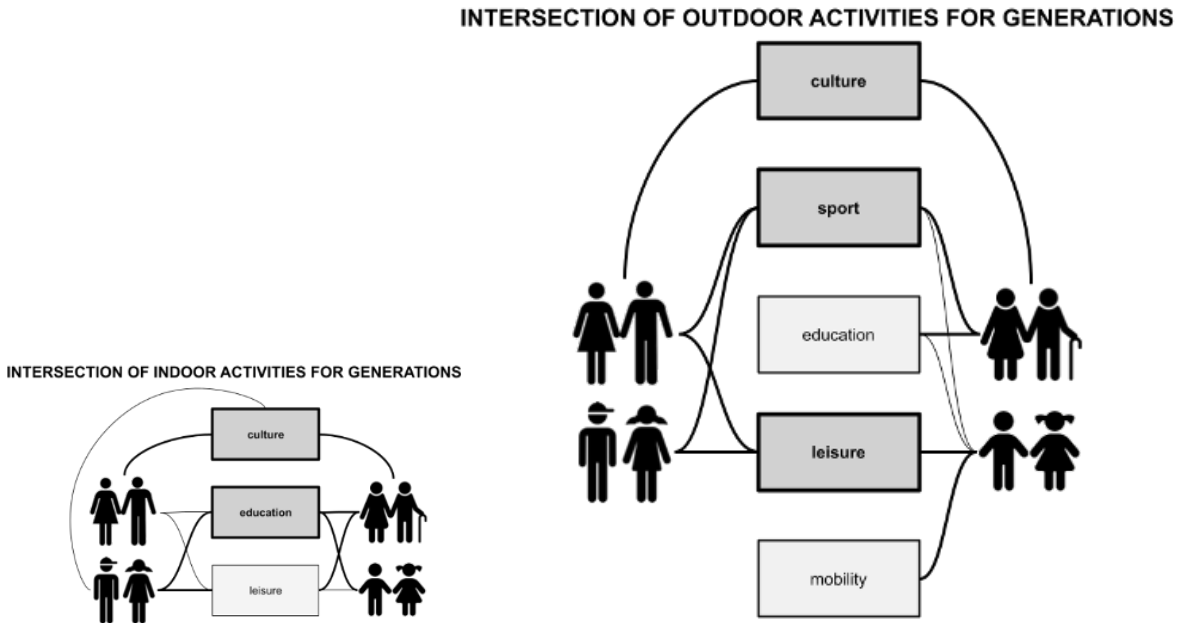 INTERSECTION OF OUTDOOR ACTIVITIES FOR GENERATIONS
culture
sport
education
leisure
mobility
INTERSECTION OF INDOOR ACTIVITIES FOR GENERATIONS
culture
education
leisure